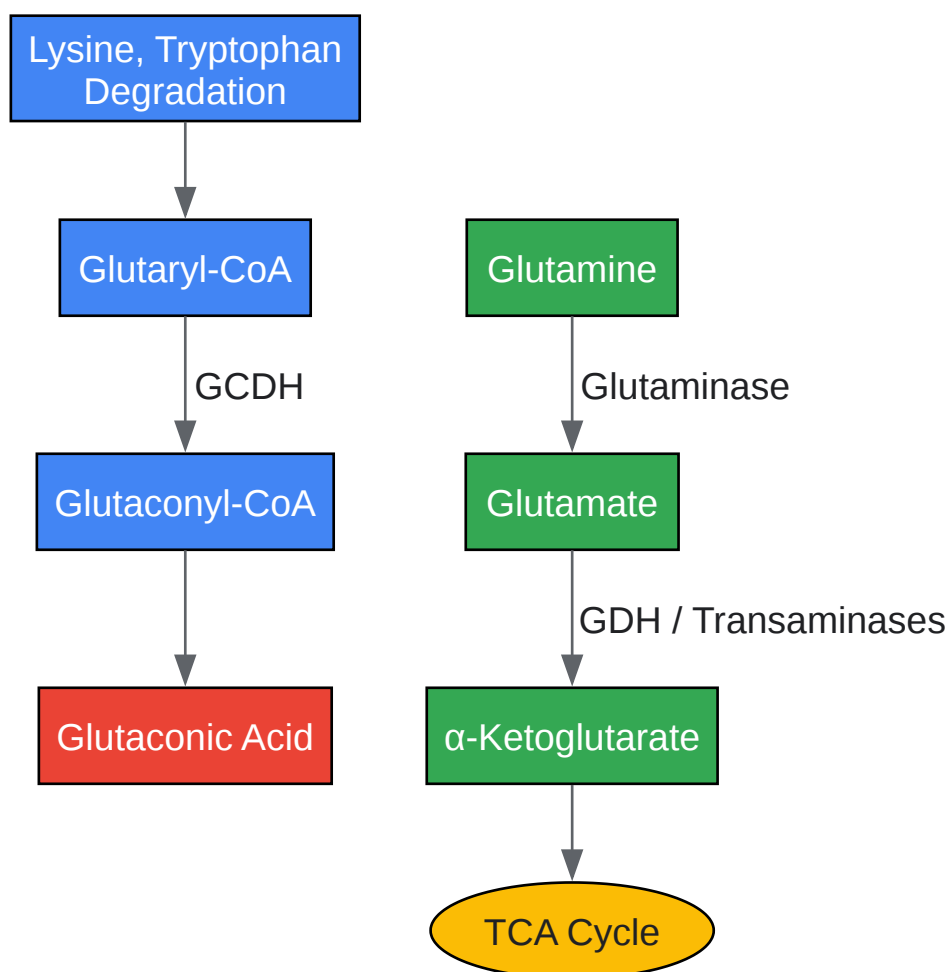 Lysine, Tryptophan
Degradation
Glutaryl-CoA
GCDH
Glutaconyl-CoA
Glutaconic Acid
Glutamine
Glutaminase
Glutamate
GDH / Transaminases
α-Ketoglutarate
TCA Cycle